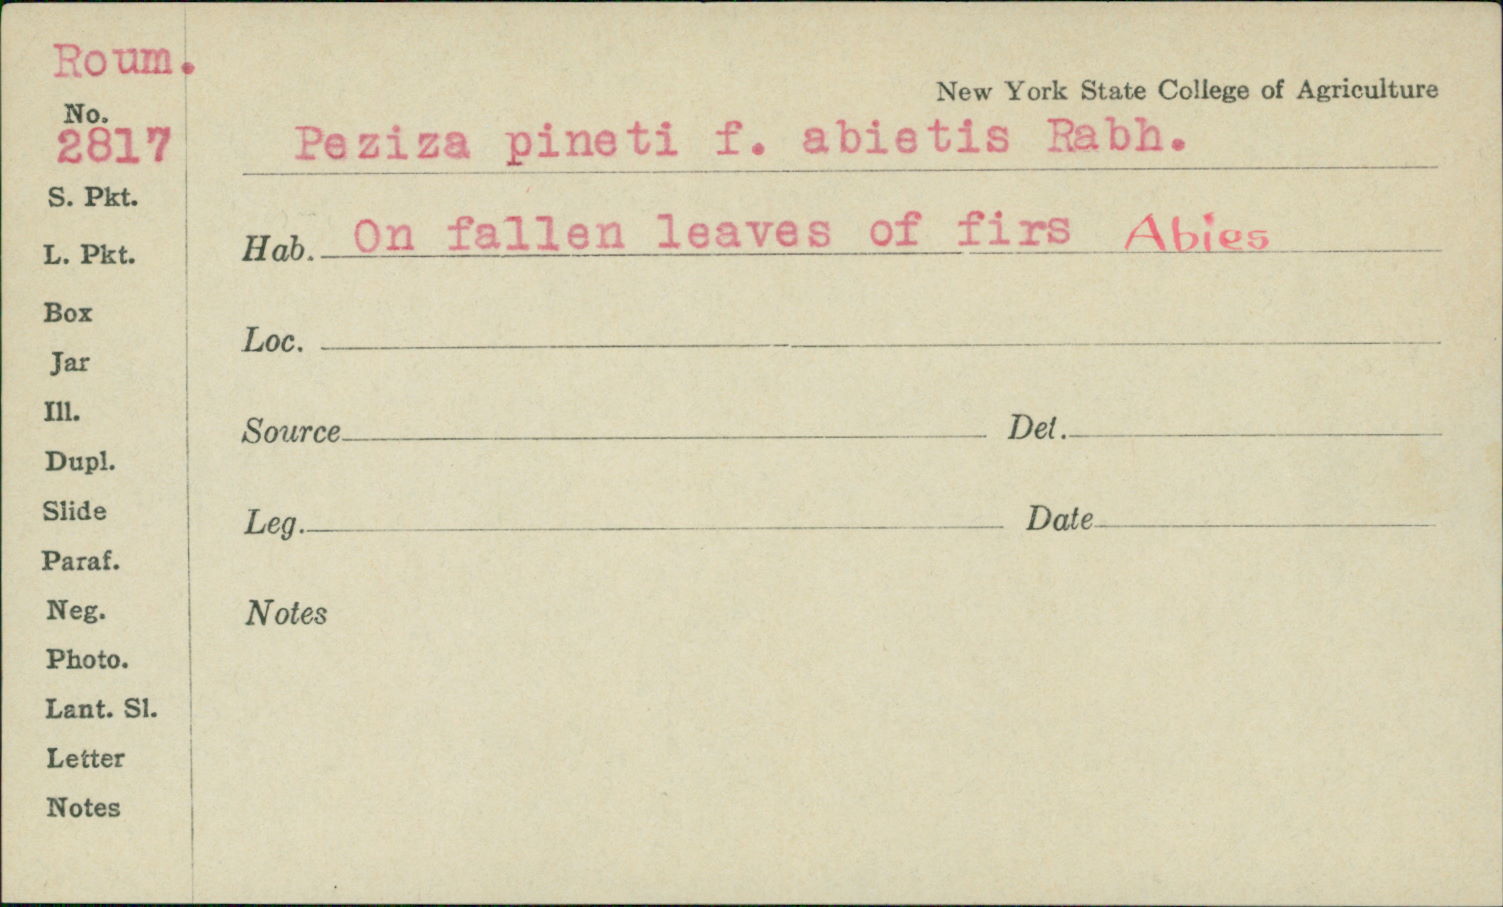 Roum.
New York State College of Agriculture
No.
2817
Peziza pineti f. abietis Rabh.
S. Pkt.
Hab. On fallen leaves of firs Abies
L. Pkt.
Box
Loc.
Jar
Ill.
Source Det.
Dupl.
Slide
Leg. Date
Paraf.
Neg.
Notes
Photo.
Lant. Sl.
Letter
Notes